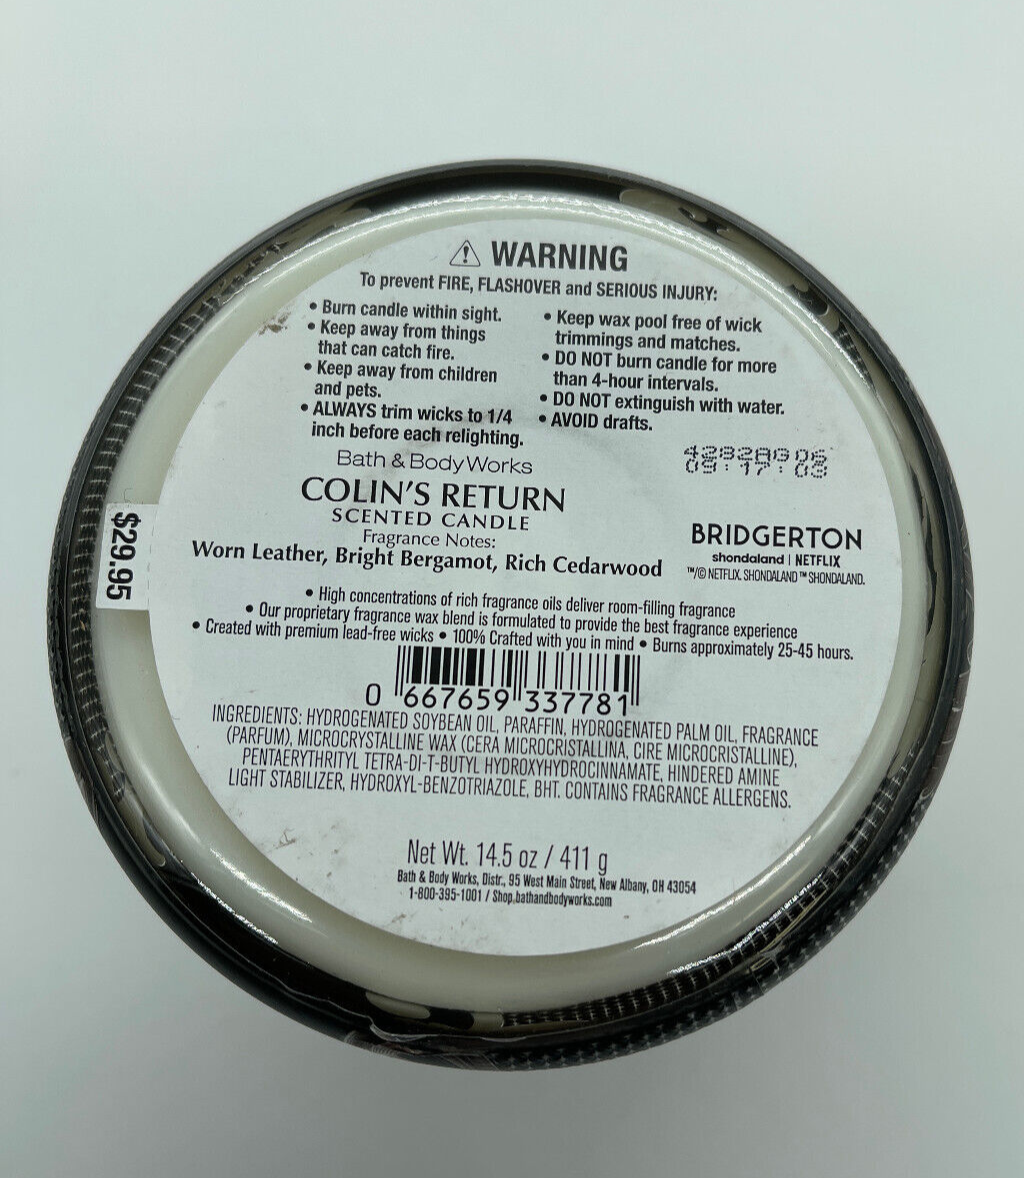 ⚠ WARNING
To prevent FIRE, FLASHOVER and SERIOUS INJURY:
• Burn candle within sight.
• Keep away from things
that can catch fire.
• Keep away from children
and pets.
• ALWAYS trim wicks to 1/4
inch before each relighting.
• Keep wax pool free of wick
trimmings and matches.
• DO NOT burn candle for more
than 4-hour intervals.
• DO NOT extinguish with water.
• AVOID drafts.
09:17:03
Bath & Body Works
COLIN'S RETURN
SCENTED CANDLE
Fragrance Notes:
Worn Leather, Bright Bergamot, Rich Cedarwood
BRIDGERTON
shondaland | NETFLIX
™/© NETFLIX. SHONDALAND ™ SHONDALAND.
$29.95
• High concentrations of rich fragrance oils deliver room-filling fragrance
• Our proprietary fragrance wax blend is formulated to provide the best fragrance experience
• Created with premium lead-free wicks • 100% Crafted with you in mind • Burns approximately 25-45 hours.
0 667659 337781
INGREDIENTS: HYDROGENATED SOYBEAN OIL, PARAFFIN, HYDROGENATED PALM OIL, FRAGRANCE
(PARFUM), MICROCRYSTALLINE WAX (CERA MICROCRISTALLINA, CIRE MICROCRISTALLINE),
PENTAERYTHRITYL TETRA-DI-T-BUTYL HYDROXYHYDROCINNAMATE, HINDERED AMINE
LIGHT STABILIZER, HYDROXYL-BENZOTRIAZOLE, BHT. CONTAINS FRAGRANCE ALLERGENS.
Net Wt. 14.5 oz / 411 g
Bath & Body Works, Distr., 95 West Main Street, New Albany, OH 43054
1-800-395-1001 / Shop.bathandbodyworks.com